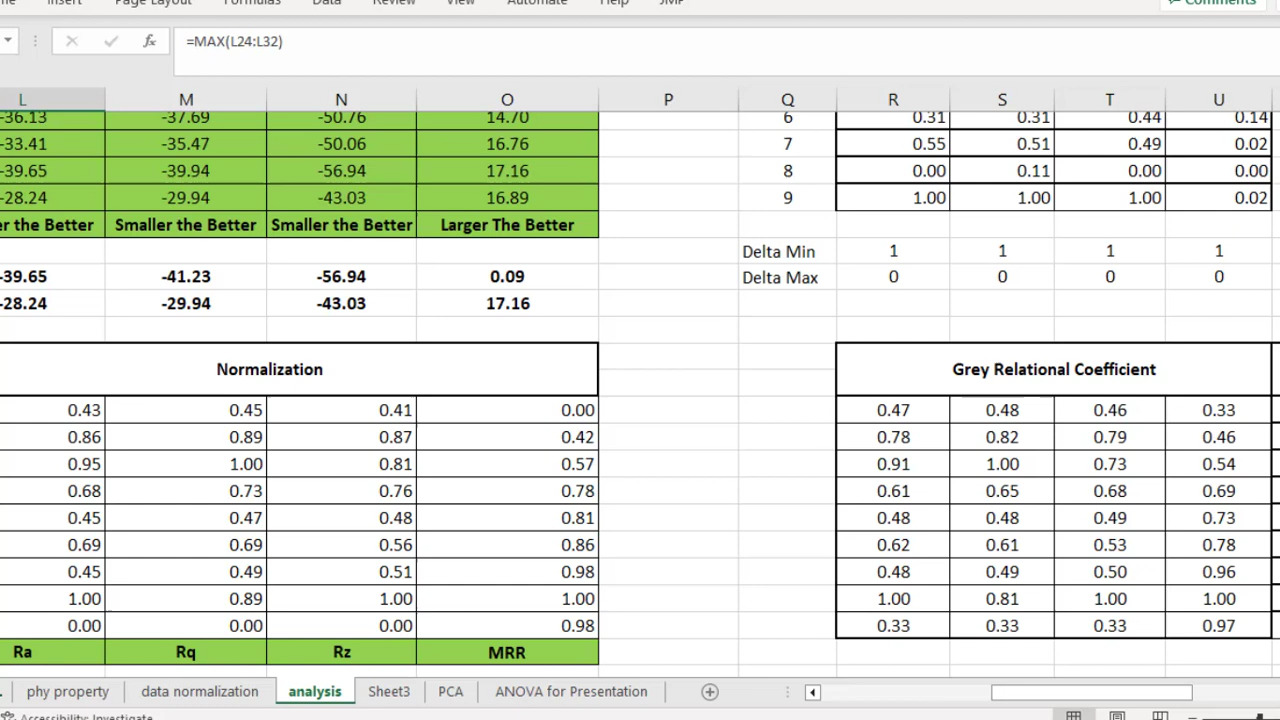 Insert Page Layout Formulas Data Review View Automate Help JMP Comments
fx =MAX(L24:L32)
L M N O P Q R S T U
-36.13 -37.69 -50.76 14.70 6 0.31 0.31 0.44 0.14
-33.41 -35.47 -50.06 16.76 7 0.55 0.51 0.49 0.02
-39.65 -39.94 -56.94 17.16 8 0.00 0.11 0.00 0.00
-28.24 -29.94 -43.03 16.89 9 1.00 1.00 1.00 0.02
er the Better Smaller the Better Smaller the Better Larger The Better
Delta Min 1 1 1 1
-39.65 -41.23 -56.94 0.09 Delta Max 0 0 0 0
-28.24 -29.94 -43.03 17.16
Normalization Grey Relational Coefficient
0.43 0.45 0.41 0.00 0.47 0.48 0.46 0.33
0.86 0.89 0.87 0.42 0.78 0.82 0.79 0.46
0.95 1.00 0.81 0.57 0.91 1.00 0.73 0.54
0.68 0.73 0.76 0.78 0.61 0.65 0.68 0.69
0.45 0.47 0.48 0.81 0.48 0.48 0.49 0.73
0.69 0.69 0.56 0.86 0.62 0.61 0.53 0.78
0.45 0.49 0.51 0.98 0.48 0.49 0.50 0.96
1.00 0.89 1.00 1.00 1.00 0.81 1.00 1.00
0.00 0.00 0.00 0.98 0.33 0.33 0.33 0.97
Ra Rq Rz MRR
phy property data normalization analysis Sheet3 PCA ANOVA for Presentation
Accessibility: Investigate